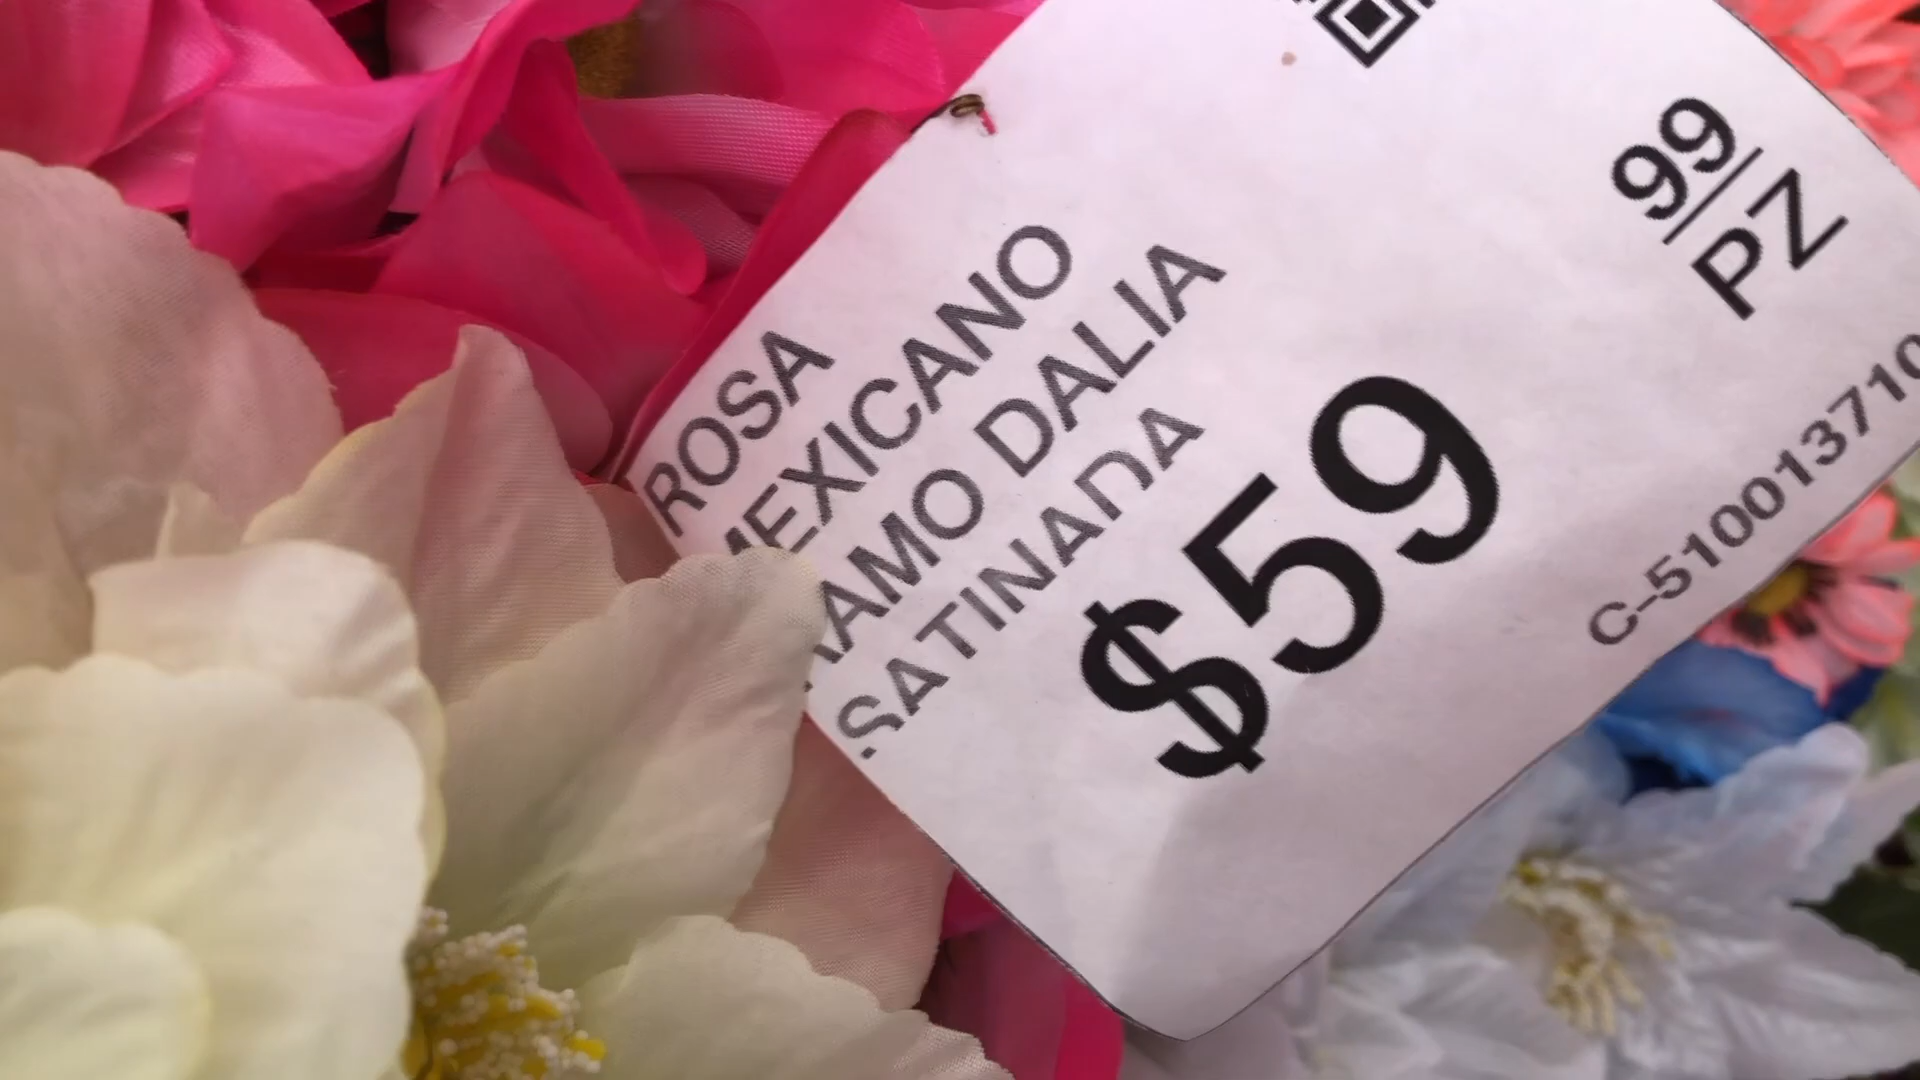 ROSA
MEXICANO
RAMO DALIA
SATINADA
$59
99
PZ
C-510013710